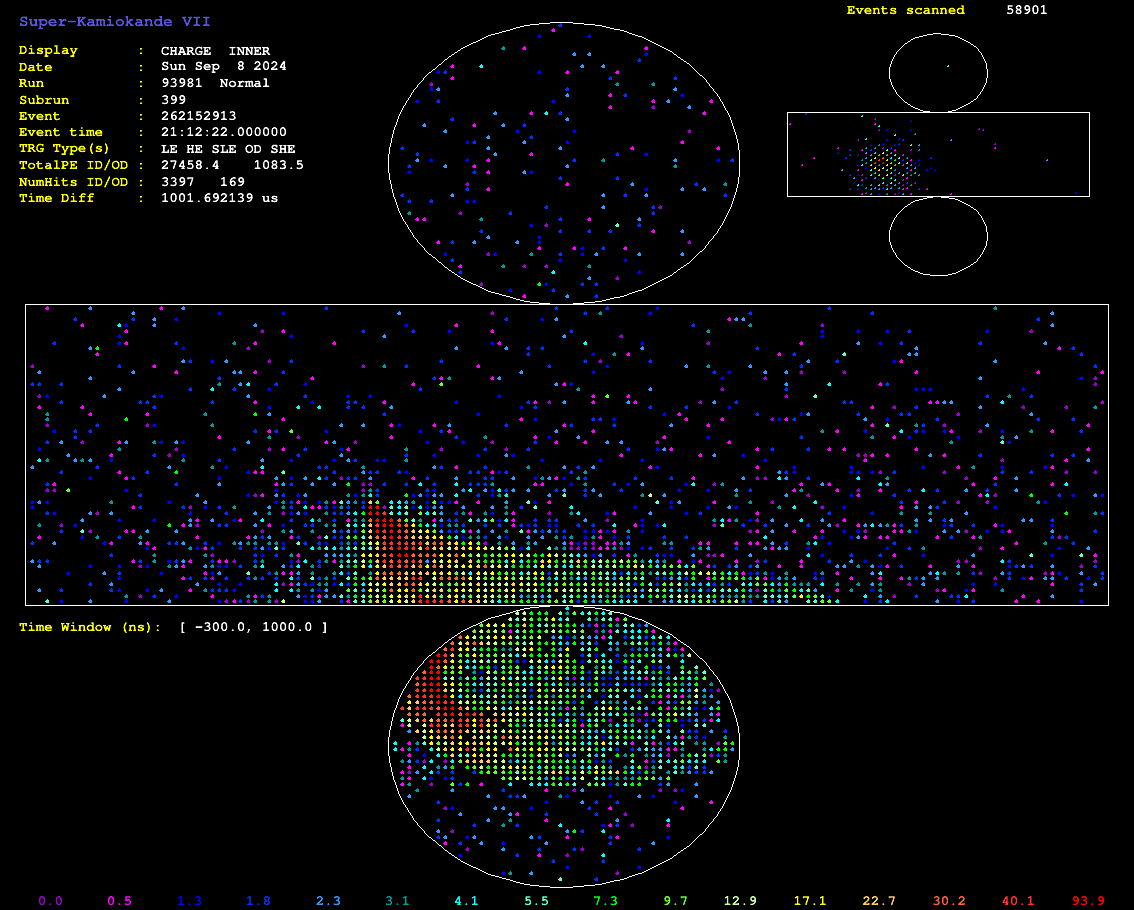 Super-Kamiokande VII
Events scanned 58901
Display : CHARGE INNER
Date : Sun Sep 8 2024
Run : 93981 Normal
Subrun : 399
Event : 262152913
Event time : 21:12:22.000000
TRG Type(s) : LE HE SLE OD SHE
TotalPE ID/OD : 27458.4 1083.5
NumHits ID/OD : 3397 169
Time Diff : 1001.692139 us
Time Window (ns): [ -300.0, 1000.0 ]
0.0 0.5 1.3 1.8 2.3 3.1 4.1 5.5 7.3 9.7 12.9 17.1 22.7 30.2 40.1 93.9